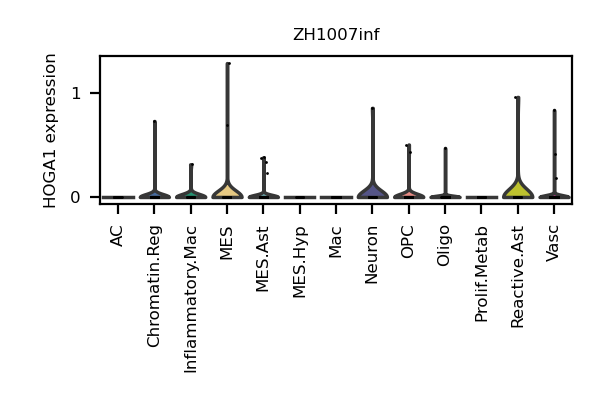 ZH1007inf
HOGA1 expression
1
0
AC
Chromatin.Reg
Inflammatory.Mac
MES
MES.Ast
MES.Hyp
Mac
Neuron
OPC
Oligo
Prolif.Metab
Reactive.Ast
Vasc